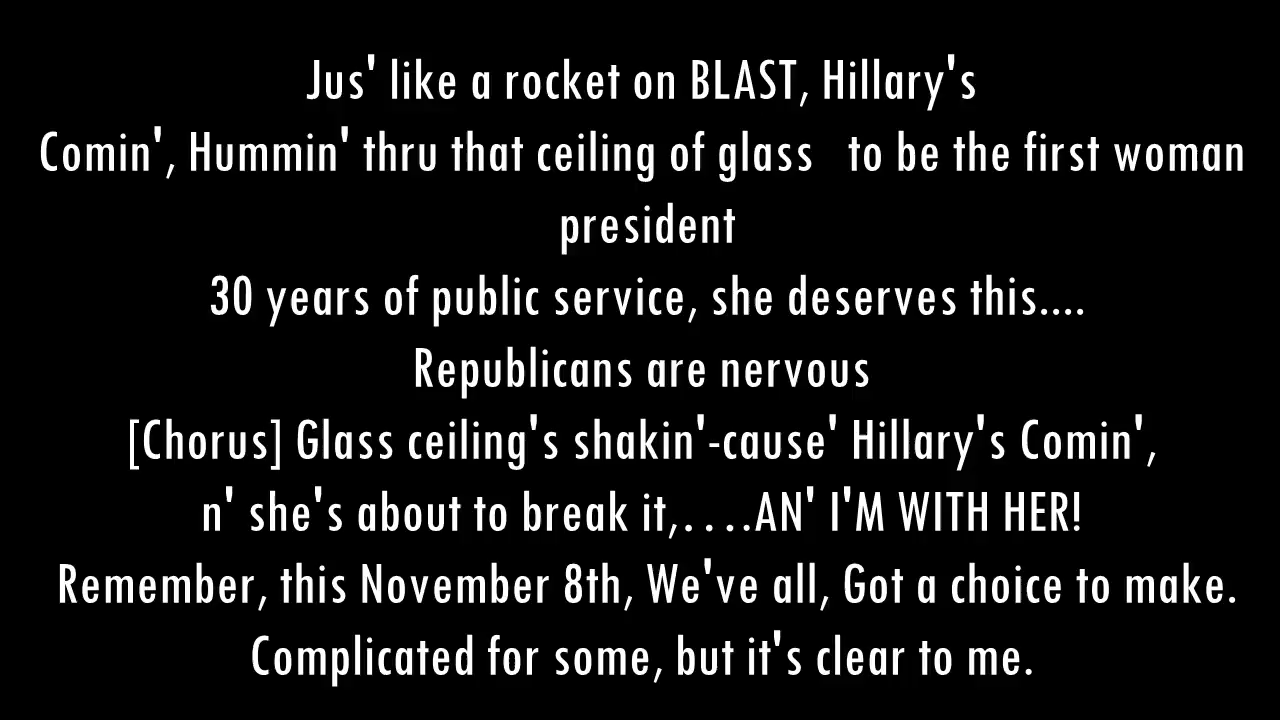 Jus' like a rocket on BLAST, Hillary's
Comin', Hummin' thru that ceiling of glass   to be the first woman
president
30 years of public service, she deserves this....
Republicans are nervous
[Chorus] Glass ceiling's shakin'-cause' Hillary's Comin',
n' she's about to break it,. . . .AN' I'M WITH HER!
Remember, this November 8th, We've all, Got a choice to make.
Complicated for some, but it's clear to me.